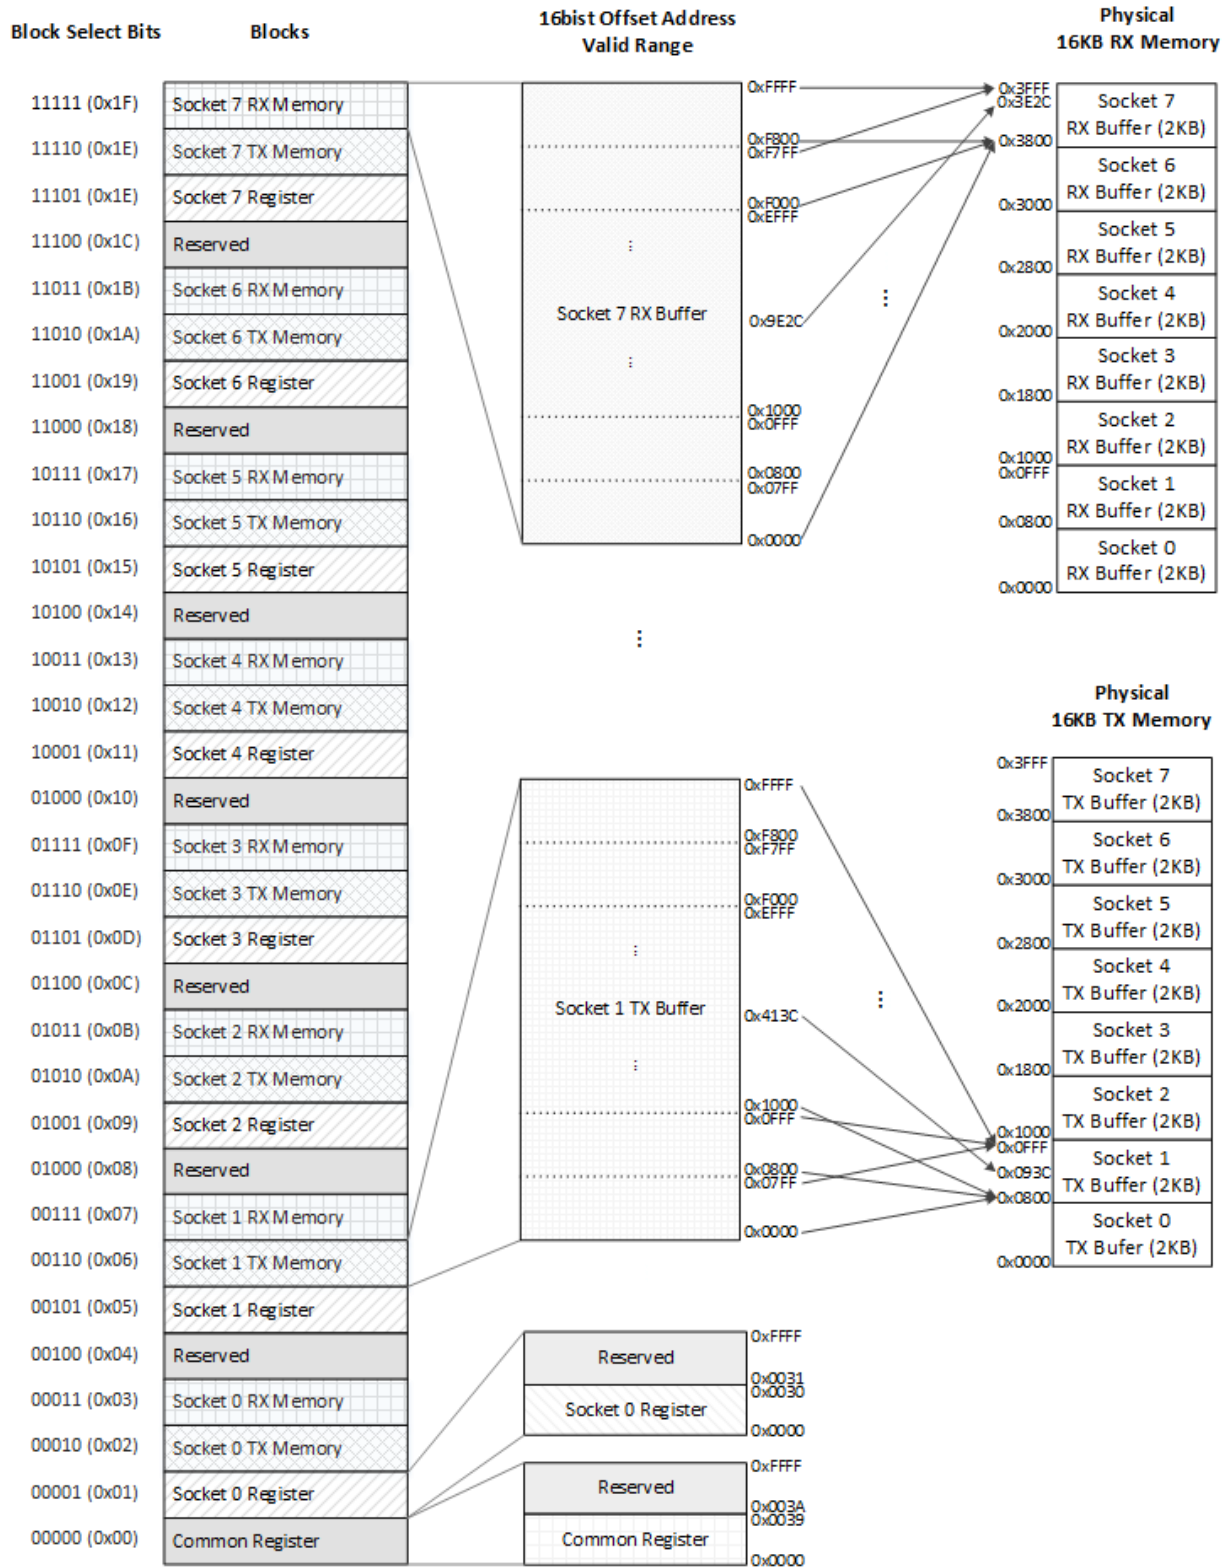 Block Select Bits
Blocks
16bist Offset Address
Valid Range
Physical
16KB RX Memory
11111 (0x1F)
Socket 7 RX Memory
11110 (0x1E)
Socket 7 TX Memory
11101 (0x1E)
Socket 7 Register
11100 (0x1C)
Reserved
11011 (0x1B)
Socket 6 RX Memory
11010 (0x1A)
Socket 6 TX Memory
11001 (0x19)
Socket 6 Register
11000 (0x18)
Reserved
10111 (0x17)
Socket 5 RX Memory
10110 (0x16)
Socket 5 TX Memory
10101 (0x15)
Socket 5 Register
10100 (0x14)
Reserved
10011 (0x13)
Socket 4 RX Memory
10010 (0x12)
Socket 4 TX Memory
10001 (0x11)
Socket 4 Register
01000 (0x10)
Reserved
01111 (0x0F)
Socket 3 RX Memory
01110 (0x0E)
Socket 3 TX Memory
01101 (0x0D)
Socket 3 Register
01100 (0x0C)
Reserved
01011 (0x0B)
Socket 2 RX Memory
01010 (0x0A)
Socket 2 TX Memory
01001 (0x09)
Socket 2 Register
01000 (0x08)
Reserved
00111 (0x07)
Socket 1 RX Memory
00110 (0x06)
Socket 1 TX Memory
00101 (0x05)
Socket 1 Register
00100 (0x04)
Reserved
00011 (0x03)
Socket 0 RX Memory
00010 (0x02)
Socket 0 TX Memory
00001 (0x01)
Socket 0 Register
00000 (0x00)
Common Register
0xFFFF
0xF800
0xF7FF
0xF000
0xEFFF
⋮
Socket 7 RX Buffer
0x9E2C
⋮
0x1000
0x0FFF
0x0800
0x07FF
0x0000
⋮
⋮
0x3FFF
0x3E2C
Socket 7
RX Buffer (2KB)
0x3800
Socket 6
RX Buffer (2KB)
0x3000
Socket 5
RX Buffer (2KB)
0x2800
Socket 4
RX Buffer (2KB)
0x2000
Socket 3
RX Buffer (2KB)
0x1800
Socket 2
RX Buffer (2KB)
0x1000
0x0FFF
Socket 1
RX Buffer (2KB)
0x0800
Socket 0
RX Buffer (2KB)
0x0000
0xFFFF
0xF800
0xF7FF
0xF000
0xEFFF
⋮
Socket 1 TX Buffer
0x413C
⋮
0x1000
0x0FFF
0x0800
0x07FF
0x0000
⋮
Physical
16KB TX Memory
0x3FFF
Socket 7
TX Buffer (2KB)
0x3800
Socket 6
TX Buffer (2KB)
0x3000
Socket 5
TX Buffer (2KB)
0x2800
Socket 4
TX Buffer (2KB)
0x2000
Socket 3
TX Buffer (2KB)
0x1800
Socket 2
TX Buffer (2KB)
0x1000
0x0FFF
Socket 1
0x093C
TX Buffer (2KB)
0x0800
Socket 0
TX Bufer (2KB)
0x0000
0xFFFF
Reserved
0x0031
0x0030
Socket 0 Register
0x0000
0xFFFF
Reserved
0x003A
0x0039
Common Register
0x0000